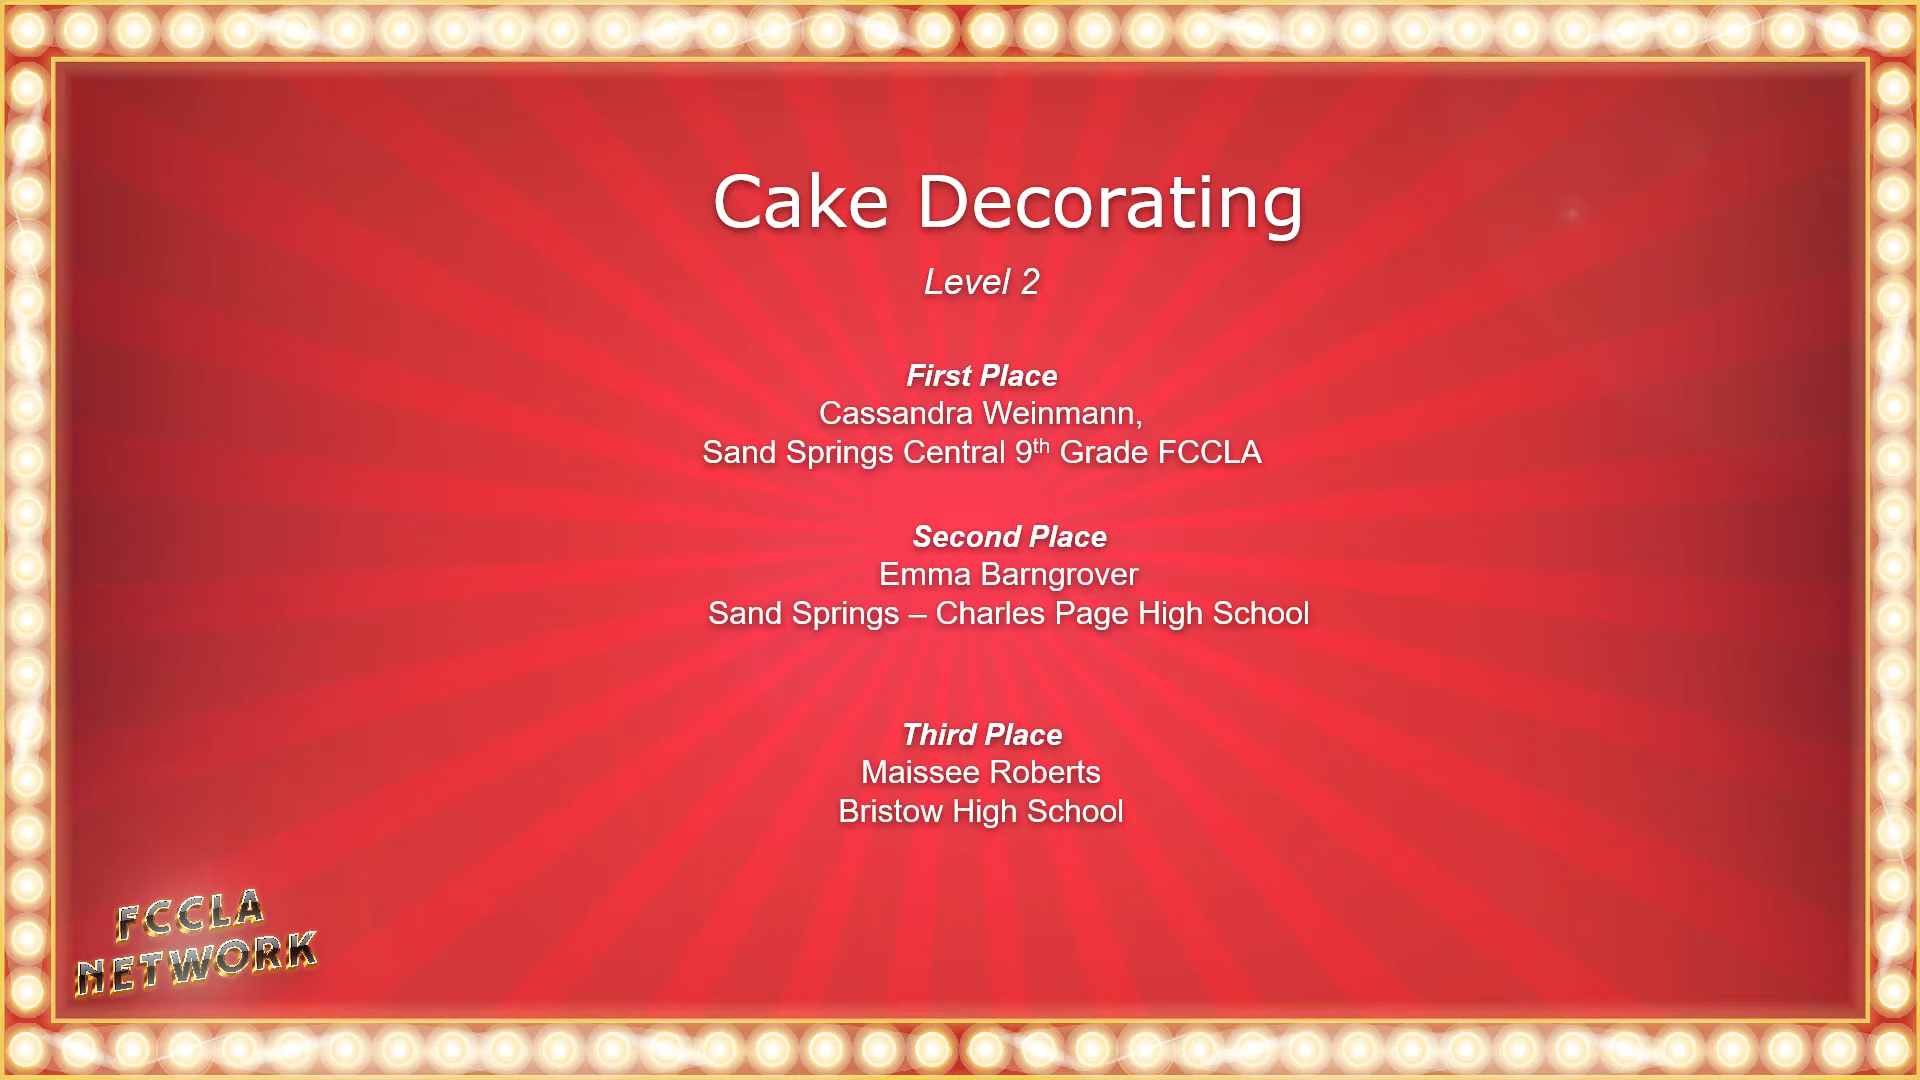 Cake Decorating
Level 2
First Place
Cassandra Weinmann,
Sand Springs Central 9th Grade FCCLA
Second Place
Emma Barngrover
Sand Springs – Charles Page High School
Third Place
Maissee Roberts
Bristow High School
FCCLA
NETWORK